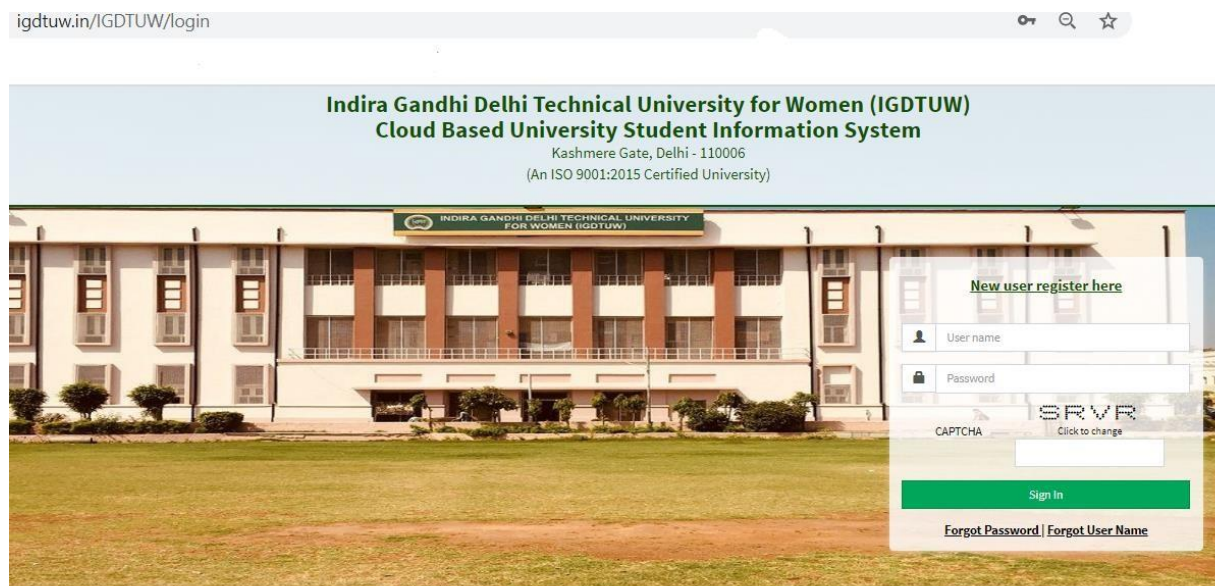 igdtuw.in/IGDTUW/login
Indira Gandhi Delhi Technical University for Women (IGDTUW)
Cloud Based University Student Information System
Kashmere Gate, Delhi - 110006
(An ISO 9001:2015 Certified University)
INDIRA GANDHI DELHI TECHNICAL UNIVERSITY
FOR WOMEN (IGDTUW)
New user register here
User name
Password
SRVR
CAPTCHA
Click to change
Sign In
Forgot Password | Forgot User Name